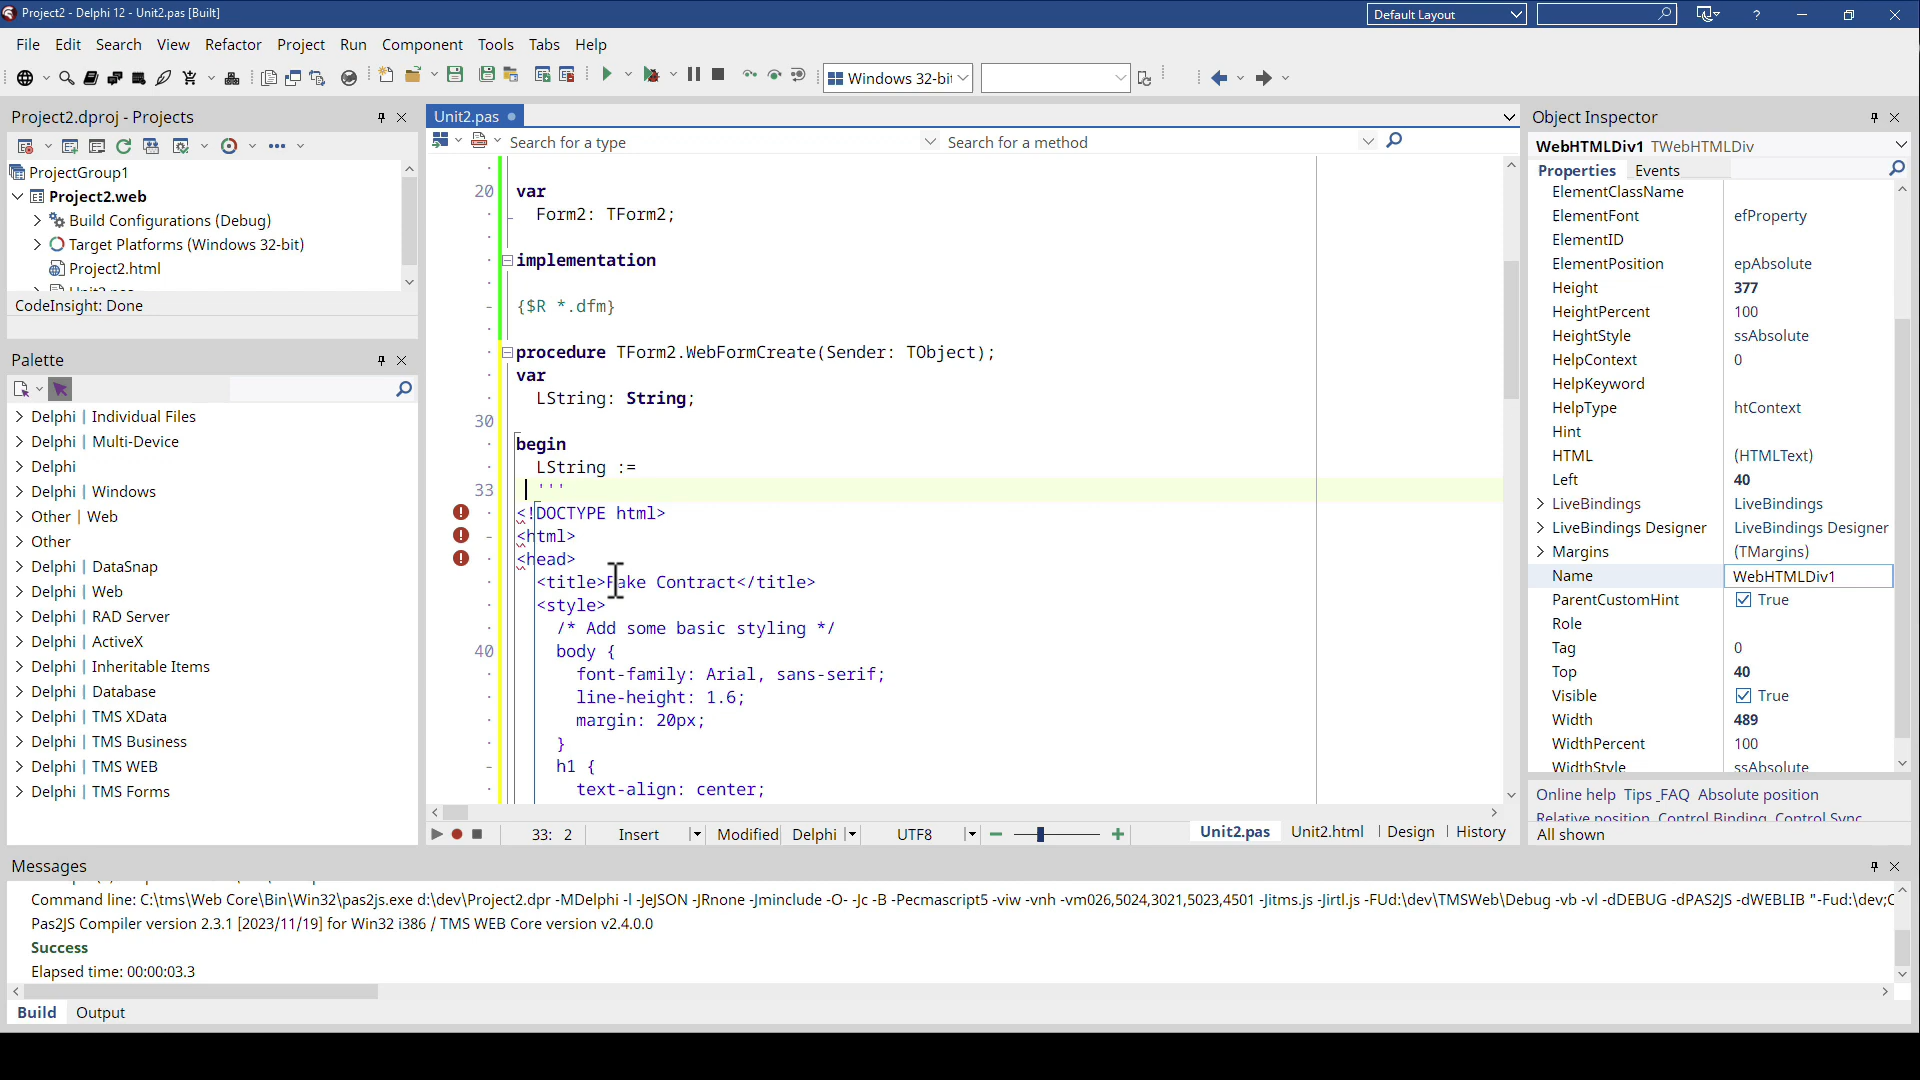 Project2 - Delphi 12 - Unit2.pas [Built]
Default Layout
File Edit Search View Refactor Project Run Component Tools Tabs Help
Windows 32-bi
Project2.dproj - Projects
ProjectGroup1
Project2.web
Build Configurations (Debug)
Target Platforms (Windows 32-bit)
Project2.html
CodeInsight: Done
Palette
Delphi | Individual Files
Delphi | Multi-Device
Delphi
Delphi | Windows
Other | Web
Other
Delphi | DataSnap
Delphi | Web
Delphi | RAD Server
Delphi | ActiveX
Delphi | Inheritable Items
Delphi | Database
Delphi | TMS XData
Delphi | TMS Business
Delphi | TMS WEB
Delphi | TMS Forms
Unit2.pas
Search for a type
Search for a method
20 var
Form2: TForm2;
implementation
{$R *.dfm}
procedure TForm2.WebFormCreate(Sender: TObject);
var
LString: String;
30
begin
LString :=
33 '''
<!DOCTYPE html>
<html>
<head>
<title>Fake Contract</title>
<style>
/* Add some basic styling */
40 body {
font-family: Arial, sans-serif;
line-height: 1.6;
margin: 20px;
}
h1 {
text-align: center;
33: 2 Insert Modified Delphi UTF8
Unit2.pas Unit2.html Design History
Object Inspector
WebHTMLDiv1 TWebHTMLDiv
Properties Events
ElementClassName
ElementFont efProperty
ElementID
ElementPosition epAbsolute
Height 377
HeightPercent 100
HeightStyle ssAbsolute
HelpContext 0
HelpKeyword
HelpType htContext
Hint
HTML (HTMLText)
Left 40
LiveBindings LiveBindings
LiveBindings Designer LiveBindings Designer
Margins (TMargins)
Name WebHTMLDiv1
ParentCustomHint True
Role
Tag 0
Top 40
Visible True
Width 489
WidthPercent 100
WidthStyle ssAbsolute
Online help Tips_FAQ Absolute position
Relative position Control Binding Control Sync
All shown
Messages
Command line: C:\tms\Web Core\Bin\Win32\pas2js.exe d:\dev\Project2.dpr -MDelphi -l -JeJSON -JRnone -Jminclude -O- -Jc -B -Pecmascript5 -viw -vnh -vm026,5024,3021,5023,4501 -Jitms.js -Jirtl.js -FUd:\dev\TMSWeb\Debug -vb -vl -dDEBUG -dPAS2JS -dWEBLIB "-Fud:\dev;C
Pas2JS Compiler version 2.3.1 [2023/11/19] for Win32 i386 / TMS WEB Core version v2.4.0.0
Success
Elapsed time: 00:00:03.3
Build Output